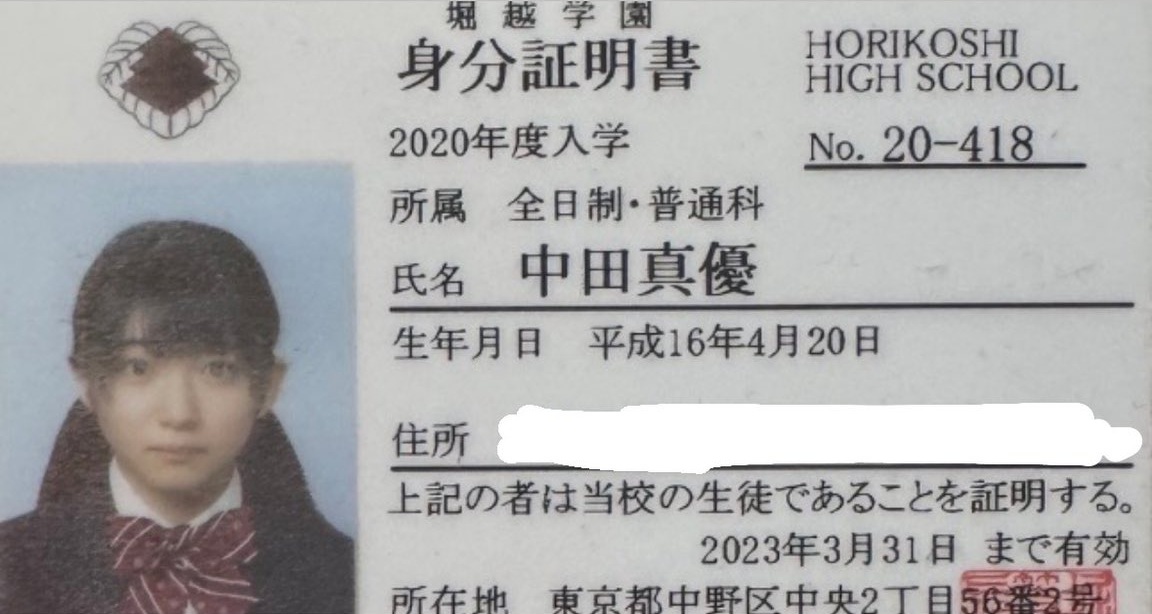 堀越学園
身分証明書
HORIKOSHI
HIGH SCHOOL
2020年度入学
No. 20-418
所属 全日制・普通科
氏名 中田真優
生年月日 平成16年4月20日
住所
上記の者は当校の生徒であることを証明する。
2023年3月31日 まで有効
所在地 東京都中野区中央2丁目56番2号